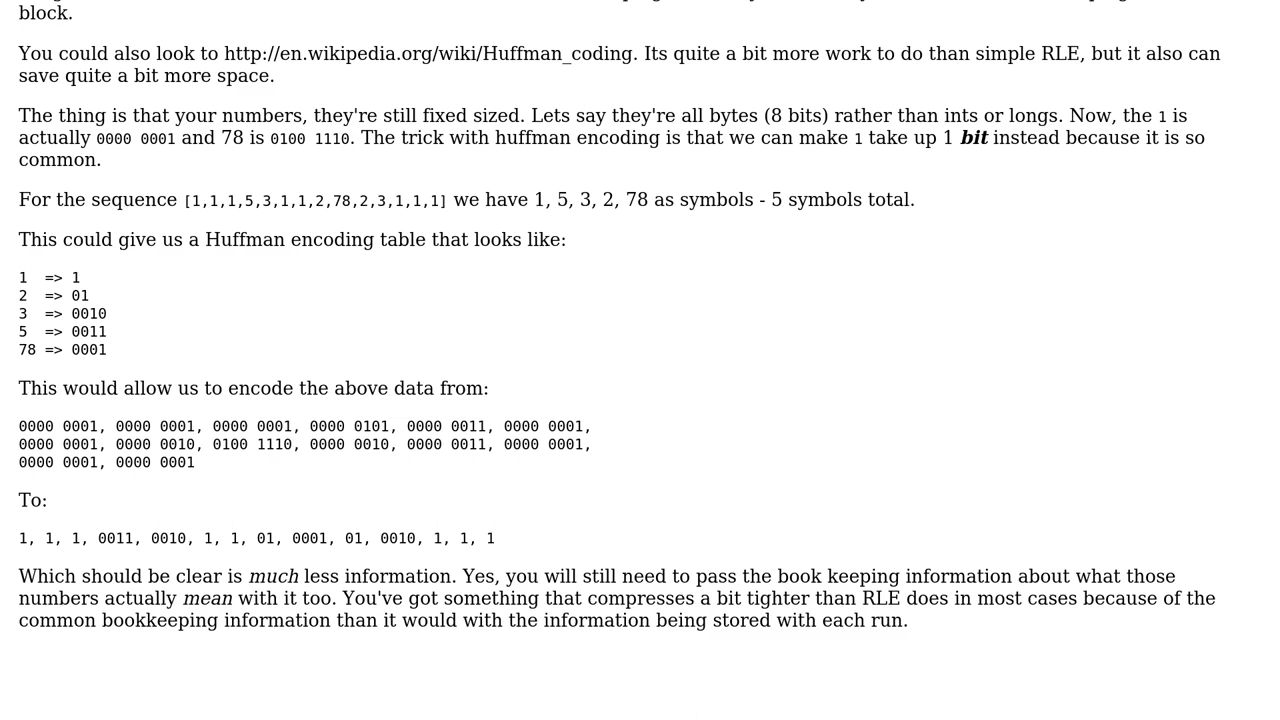 block.
You could also look to http://en.wikipedia.org/wiki/Huffman_coding. Its quite a bit more work to do than simple RLE, but it also can
save quite a bit more space.
The thing is that your numbers, they're still fixed sized. Lets say they're all bytes (8 bits) rather than ints or longs. Now, the 1 is
actually 0000 0001 and 78 is 0100 1110. The trick with huffman encoding is that we can make 1 take up 1 bit instead because it is so
common.
For the sequence [1,1,1,5,3,1,1,2,78,2,3,1,1,1] we have 1, 5, 3, 2, 78 as symbols - 5 symbols total.
This could give us a Huffman encoding table that looks like:
1  => 1
2  => 01
3  => 0010
5  => 0011
78 => 0001
This would allow us to encode the above data from:
0000 0001, 0000 0001, 0000 0001, 0000 0101, 0000 0011, 0000 0001,
0000 0001, 0000 0010, 0100 1110, 0000 0010, 0000 0011, 0000 0001,
0000 0001, 0000 0001
To:
1, 1, 1, 0011, 0010, 1, 1, 01, 0001, 01, 0010, 1, 1, 1
Which should be clear is much less information. Yes, you will still need to pass the book keeping information about what those
numbers actually mean with it too. You've got something that compresses a bit tighter than RLE does in most cases because of the
common bookkeeping information than it would with the information being stored with each run.